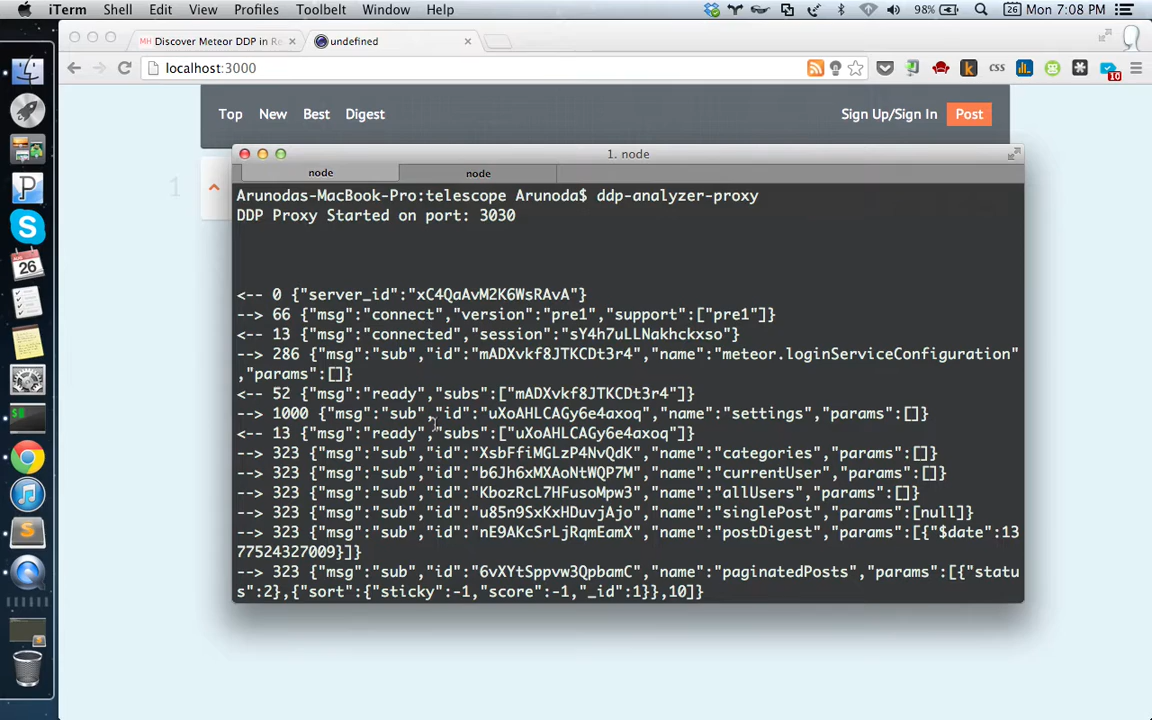 iTerm Shell Edit View Profiles Toolbelt Window Help 98% 26 Mon 7:08 PM
MH Discover Meteor DDP in Re × undefined ×
localhost:3000 CSS 10
Top New Best Digest Sign Up/Sin In Post
1. node
node node
1
Arunodas-MacBook-Pro:telescope Arunoda$ ddp-analyzer-proxy
DDP Proxy Started on port: 3030
<-- 0 {"server_id":"xC4QaAvM2K6WsRAvA"}
--> 66 {"msg":"connect","version":"pre1","support":["pre1"]}
<-- 13 {"msg":"connected","session":"sY4h7uLLNakhckxso"}
--> 286 {"msg":"sub","id":"mADXvkf8JTKCDt3r4","name":"meteor.loginServiceConfiguration"
,"params":[]}
<-- 52 {"msg":"ready","subs":["mADXvkf8JTKCDt3r4"]}
--> 1000 {"msg":"sub","id":"uXoAHLCAGy6e4axoq","name":"settings","params":[]}
<-- 13 {"msg":"ready","subs":["uXoAHLCAGy6e4axoq"]}
--> 323 {"msg":"sub","id":"XsbFfiMGLzP4NvQdK","name":"categories","params":[]}
--> 323 {"msg":"sub","id":"b6Jh6xMXAoNtWQP7M","name":"currentUser","params":[]}
--> 323 {"msg":"sub","id":"KbozRcL7HFusoMpw3","name":"allUsers","params":[]}
--> 323 {"msg":"sub","id":"u85n9SxKxHDuvjAjo","name":"singlePost","params":[null]}
--> 323 {"msg":"sub","id":"nE9AKcSrLjRqmEamX","name":"postDigest","params":[{"$date":13
77524327009}]}
--> 323 {"msg":"sub","id":"6vXYtSppvw3QpbamC","name":"paginatedPosts","params":[{"statu
s":2},{"sort":{"sticky":-1,"score":-1,"_id":1}},10]}